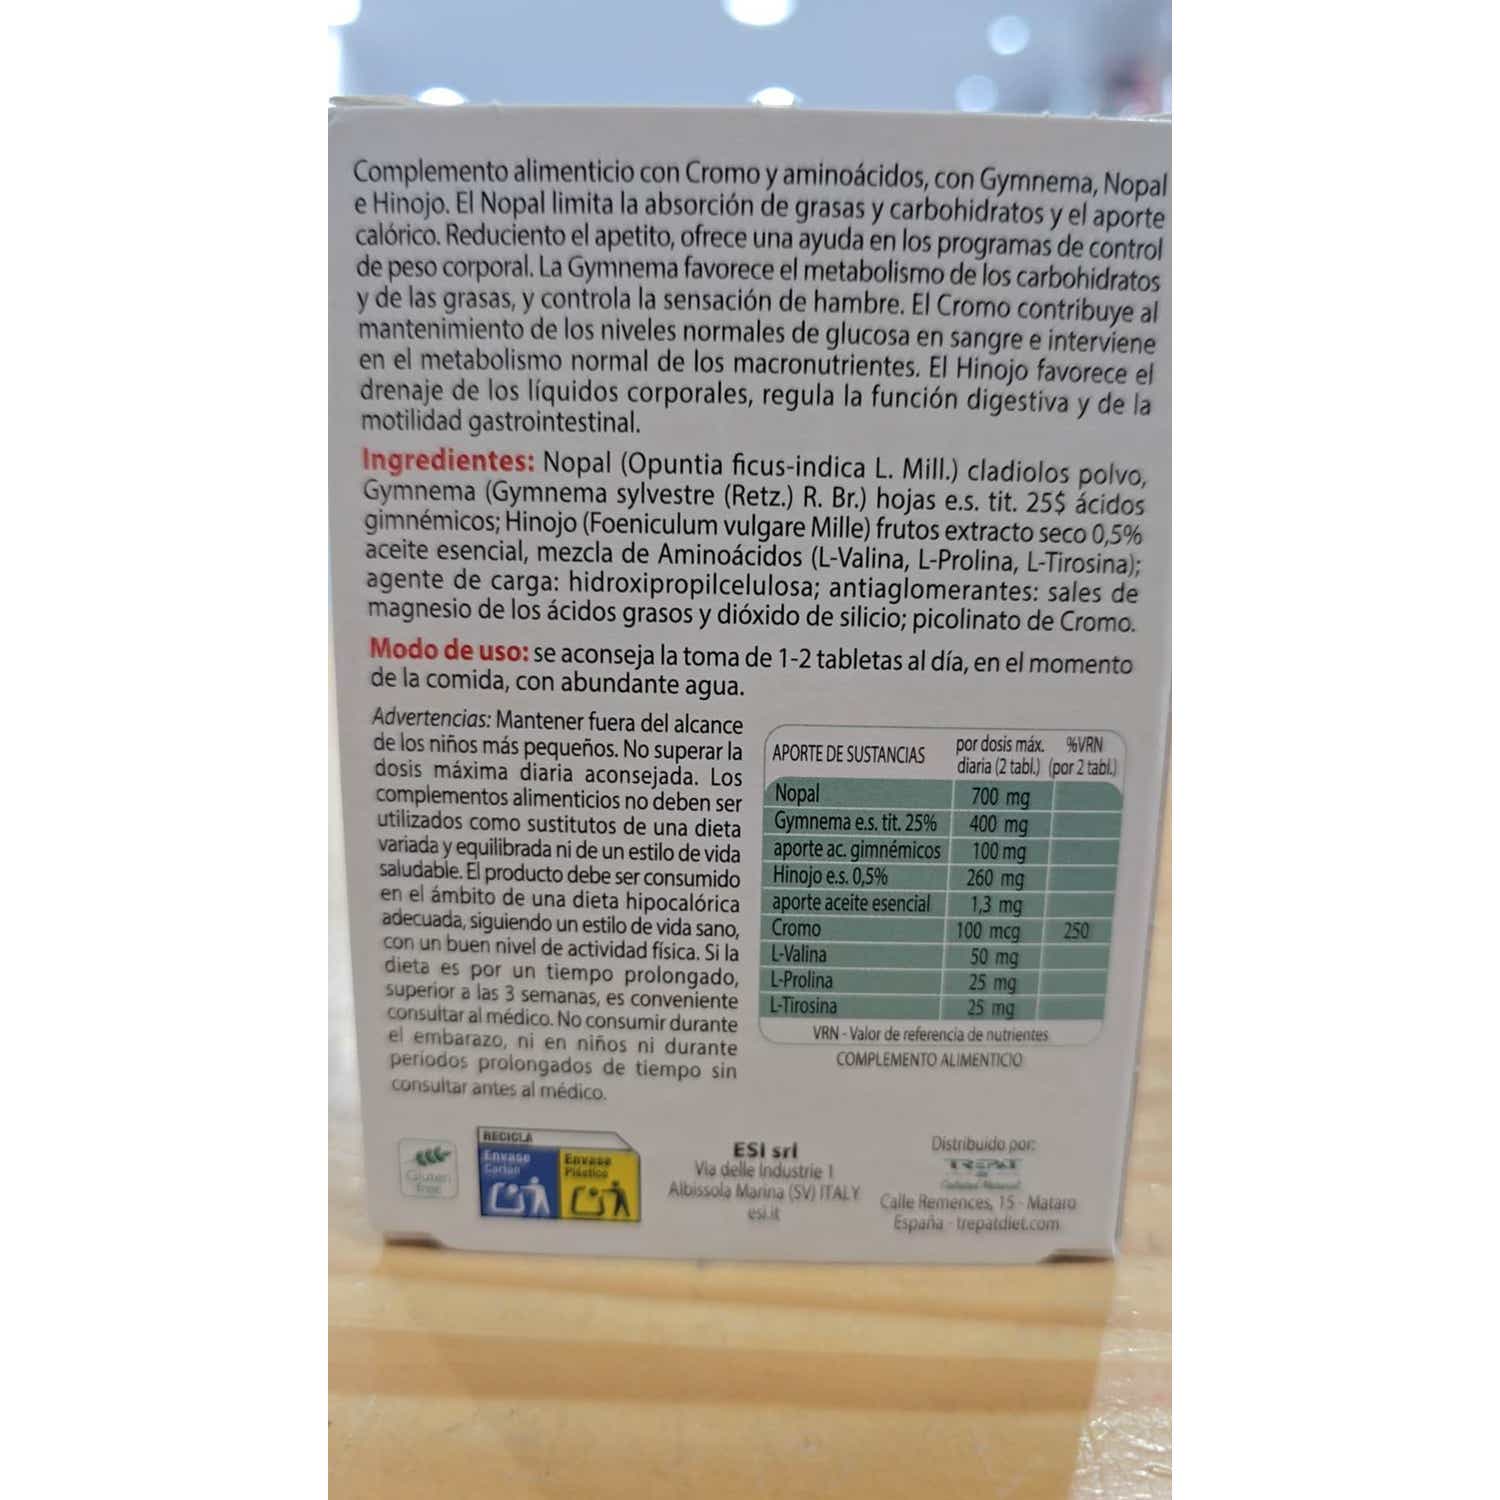 Complemento alimenticio con Cromo y aminoácidos, con Gymnema, Nopal
e Hinojo. El Nopal limita la absorción de grasas y carbohidratos y el aporte
calórico. Reduciento el apetito, ofrece una ayuda en los programas de control
de peso corporal. La Gymnema favorece el metabolismo de los carbohidratos
y de las grasas, y controla la sensación de hambre. El Cromo contribuye al
mantenimiento de los niveles normales de glucosa en sangre e interviene
en el metabolismo normal de los macronutrientes. El Hinojo favorece el
drenaje de los líquidos corporales, regula la función digestiva y de la
motilidad gastrointestinal.
Ingredientes: Nopal (Opuntia ficus-indica L. Mill.) cladiolos polvo,
Gymnema (Gymnema sylvestre (Retz.) R. Br.) hojas e.s. tit. 25$ ácidos
gimnémicos; Hinojo (Foeniculum vulgare Mille) frutos extracto seco 0,5%
aceite esencial, mezcla de Aminoácidos (L-Valina, L-Prolina, L-Tirosina);
agente de carga: hidroxipropilcelulosa; antiaglomerantes: sales de
magnesio de los ácidos grasos y dióxido de silicio; picolinato de Cromo.
Modo de uso: se aconseja la toma de 1-2 tabletas al día, en el momento
de la comida, con abundante agua.
Advertencias: Mantener fuera del alcance
de los niños más pequeños. No superar la
dosis máxima diaria aconsejada. Los
complementos alimenticios no deben ser
utilizados como sustitutos de una dieta
variada y equilibrada ni de un estilo de vida
saludable. El producto debe ser consumido
en el ámbito de una dieta hipocalórica
adecuada, siguiendo un estilo de vida sano,
con un buen nivel de actividad física. Si la
dieta es por un tiempo prolongado,
superior a las 3 semanas, es conveniente
consultar al médico. No consumir durante
el embarazo, ni en niños ni durante
períodos prolongados de tiempo sin
consultar antes al médico.
APORTE DE SUSTANCIAS por dosis máx. %VRN
diaria (2 tabl.) (por 2 tabl.)
Nopal 700 mg
Gymnema e.s. tit. 25% 400 mg
aporte ac. gimnémicos 100 mg
Hinojo e.s. 0,5% 260 mg
aporte aceite esencial 1,3 mg
Cromo 100 mcg 250
L-Valina 50 mg
L-Prolina 25 mg
L-Tirosina 25 mg
VRN - Valor de referencia de nutrientes
COMPLEMENTO ALIMENTICIO
Gluten
free
RECICLA
Envase
Cartón
Envase
Plástico
ESI srl
Via delle Industrie 1
Albissola Marina (SV) ITALY
esi.it
Distribuido por:
TREPAT
Calle Remences, 15 - Mataro
España - trepatdiet.com